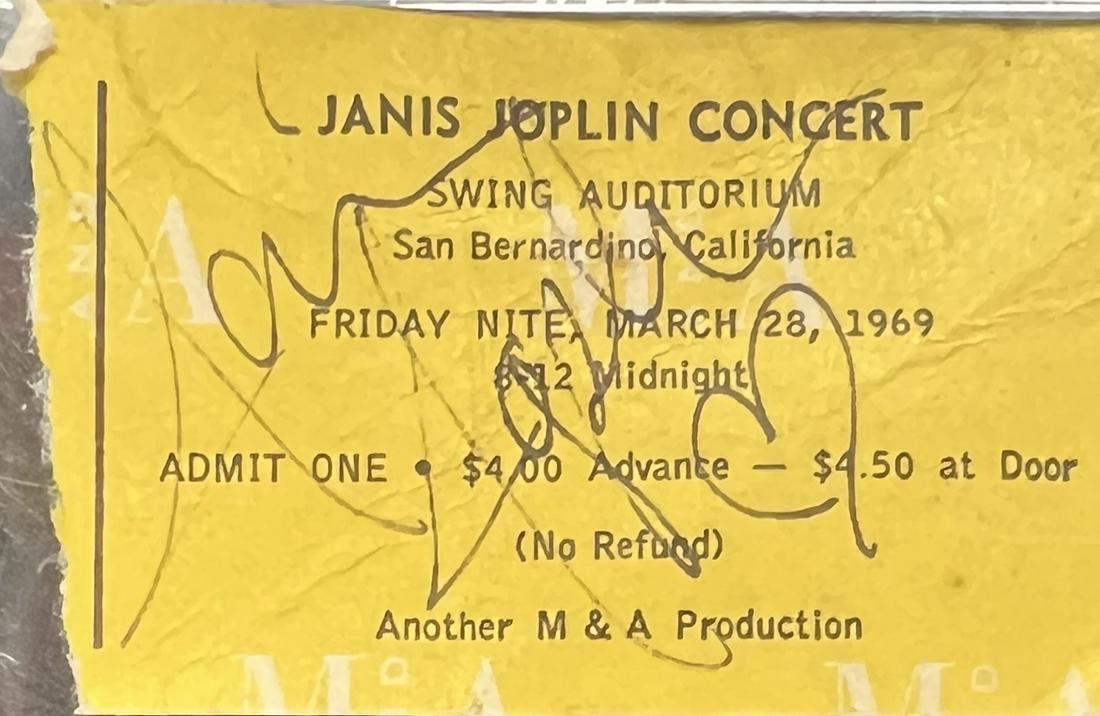 JANIS JOPLIN CONCERT
SWING AUDITORIUM
San Bernardino, California
FRIDAY NITE, MARCH 28, 1969
8-12 Midnight
ADMIT ONE • $4.00 Advance — $4.50 at Door
(No Refund)
Another M & A Production
M & A